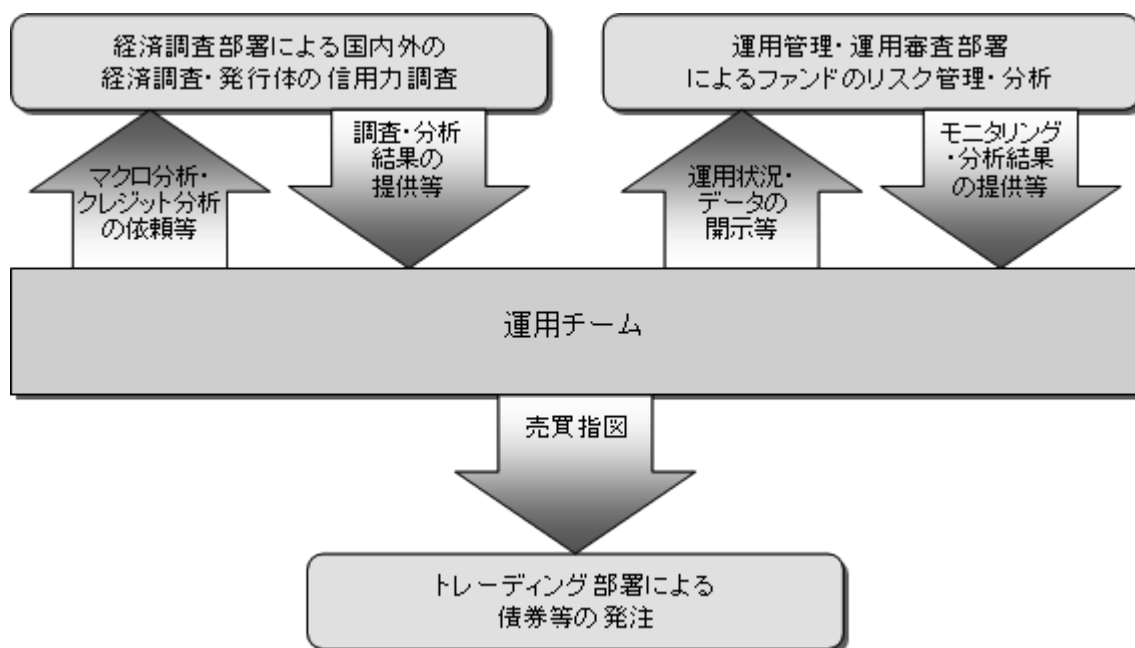 経済調査部署による国内外の
経済調査・発行体の信用力調査
運用管理・運用審査部署
によるファンドのリスク管理・分析
マクロ分析・
クレジット分析
の依頼等
調査・分析
結果の
提供等
運用状況・
データの
開示等
モニタリング
・分析結果
の提供等
運用チーム
売買指図
トレーディング部署による
債券等の発注